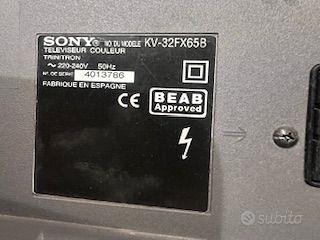 SONY® NO DU MODELE KV-32FX65B
TELEVISEUR COULEUR
TRINITRON
~ 220-240V 50Hz
Nº DE SERIE 4013786
FABRIQUE EN ESPAGNE
CE BEAB
Approved
subito